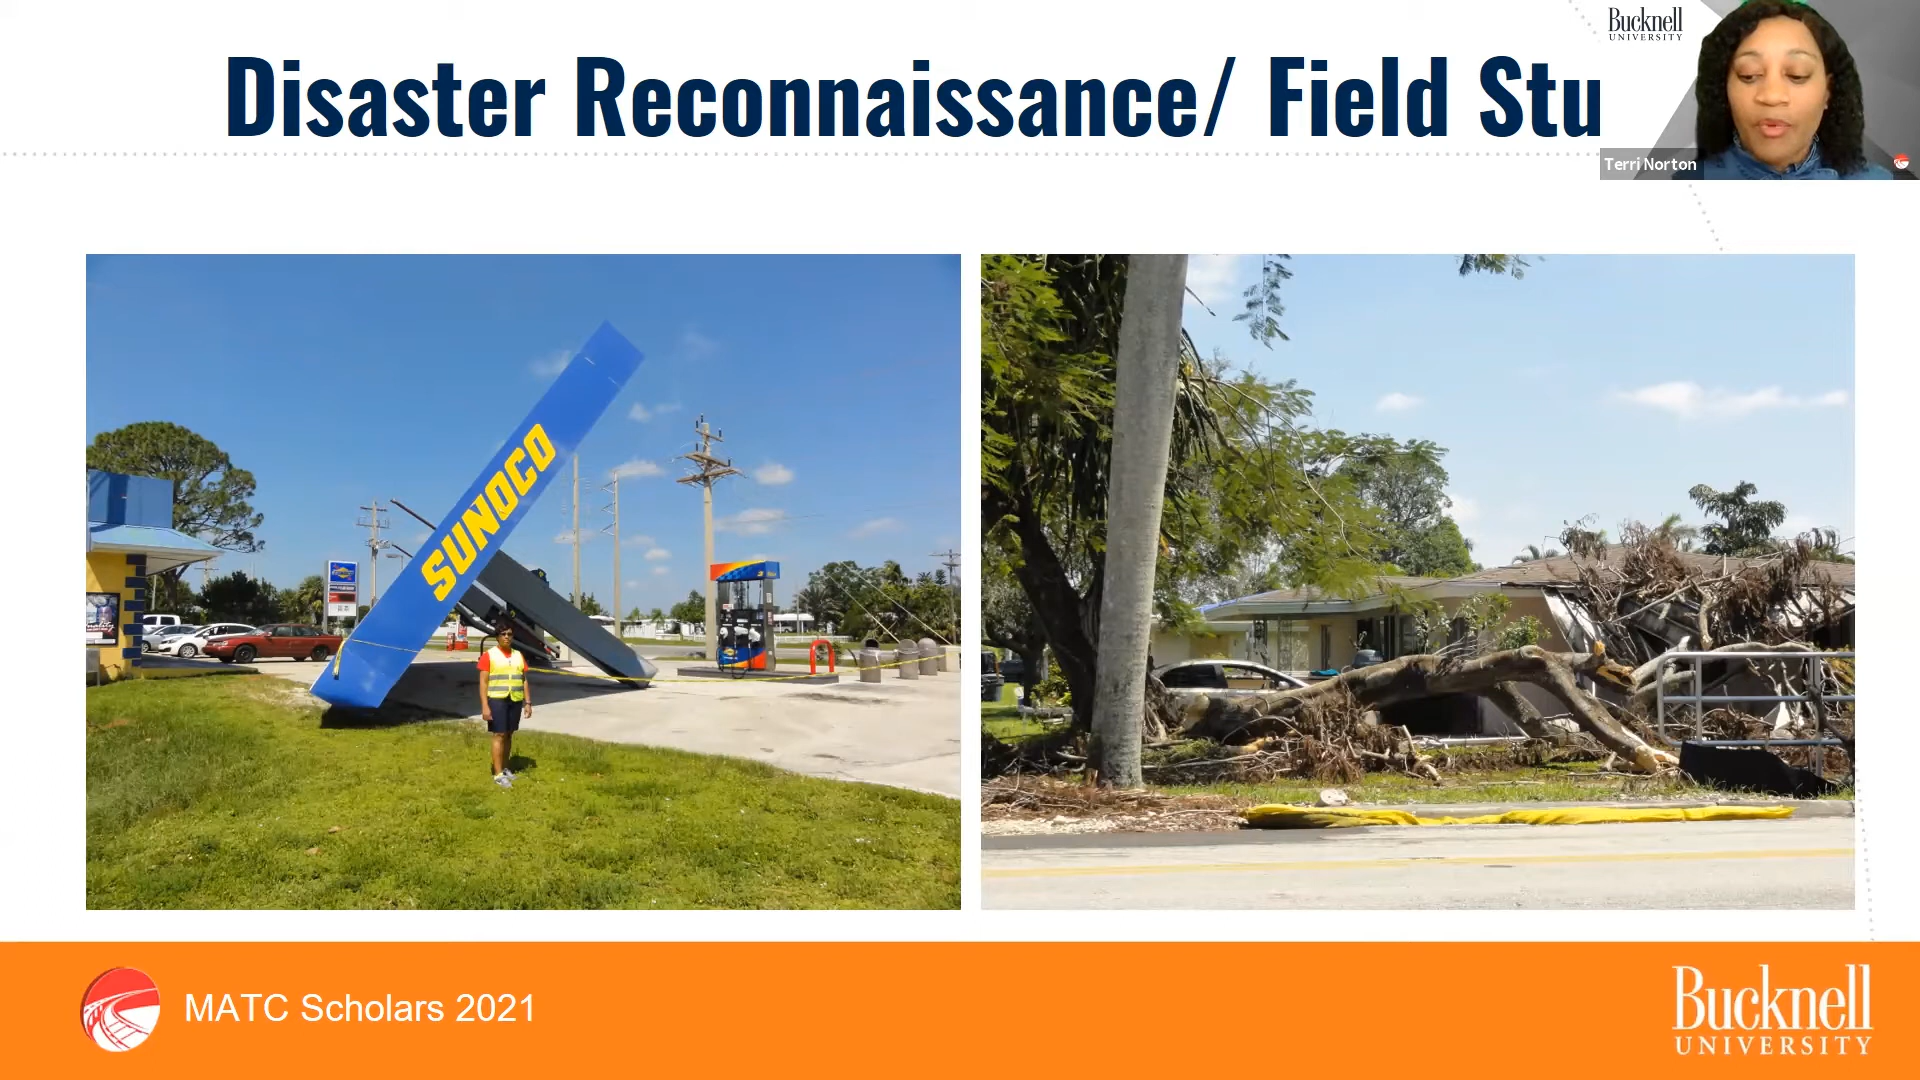 Bucknell
UNIVERSITY
Disaster Reconnaissance/ Field Stu
Terri Norton
SUNOCO
MATC Scholars 2021
Bucknell
UNIVERSITY